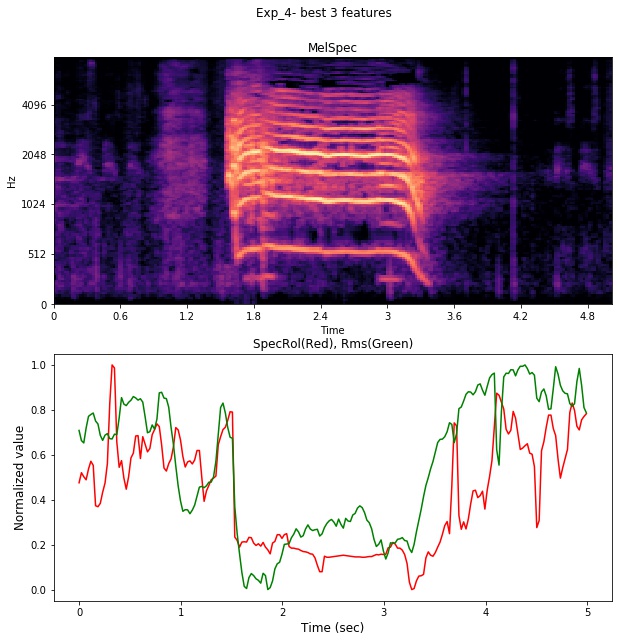 Exp_4- best 3 features
MelSpec
4096
2048
1024
512
0
Hz
0 0.6 1.2 1.8 2.4 3 3.6 4.2 4.8
Time
SpecRol(Red), Rms(Green)
1.0
0.8
0.6
0.4
0.2
0.0
Normalized value
0 1 2 3 4 5
Time (sec)